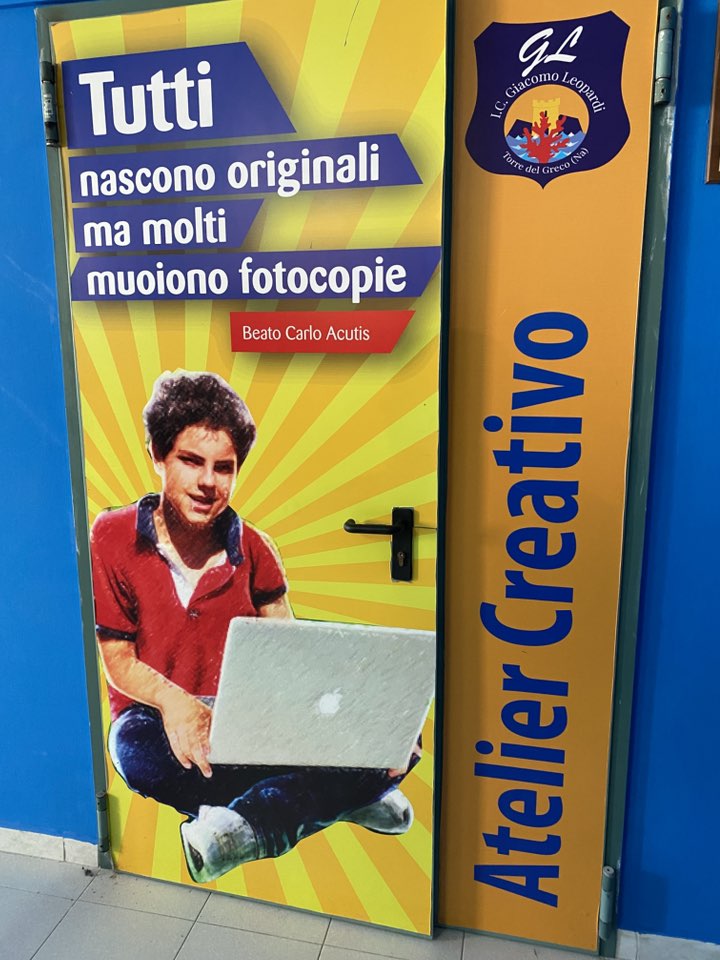 Tutti
nascono originali
ma molti
muoiono fotocopie
Beato Carlo Acutis
GL
I.C. Giacomo Leopardi
Torre del Greco (Na)
Atelier Creativo